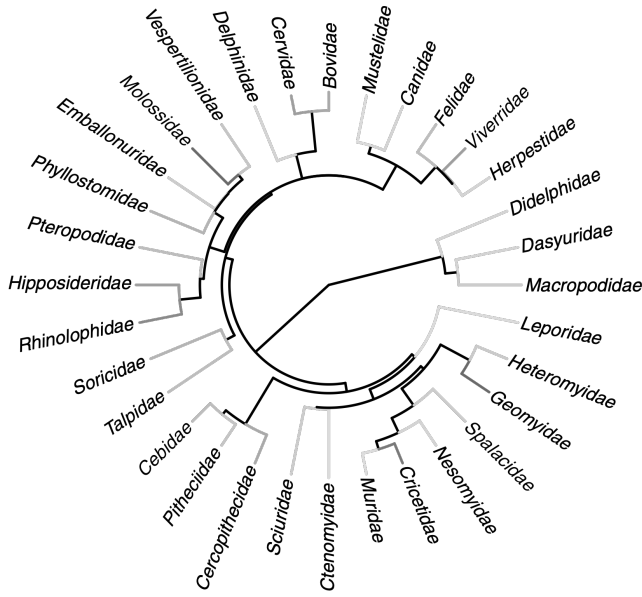 Vespertilionidae
Delphinidae
Cervidae
Bovidae
Mustelidae
Canidae
Felidae
Viverridae
Herpestidae
Didelphidae
Dasyuridae
Macropodidae
Leporidae
Heteromyidae
Geomyidae
Spalacidae
Nesomyidae
Cricetidae
Muridae
Ctenomyidae
Sciuridae
Cercopithecidae
Pitheciidae
Cebidae
Talpidae
Soricidae
Rhinolophidae
Hipposideridae
Pteropodidae
Phyllostomidae
Emballonuridae
Molossidae